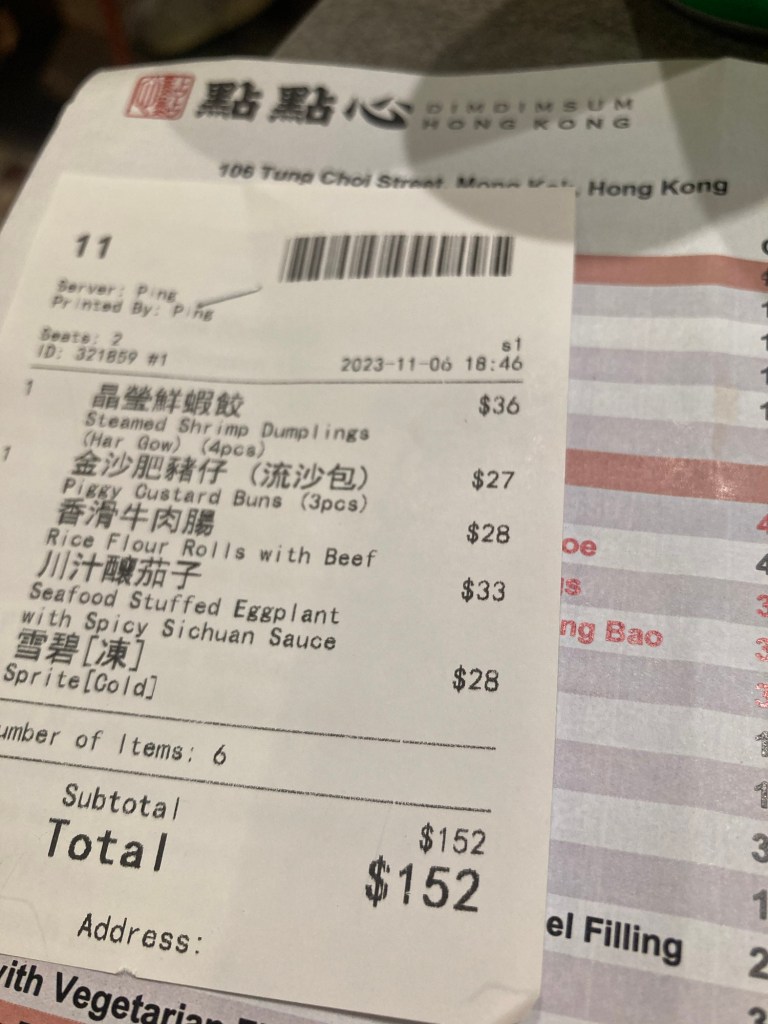 點點心 DIMDIMSUM
HONG KONG
106 Tung Choi Street, Mong Kok, Hong Kong
11
Server: Ping
Printed By: Ping
Seats: 2
s1
ID: 321859 #1 2023-11-06 18:46
1 晶瑩鮮蝦餃 $36
Steamed Shrimp Dumplings
(Har Gow) (4pcs)
1 金沙肥豬仔 (流沙包) $27
Piggy Custard Buns (3pcs)
香滑牛肉腸 $28
Rice Flour Rolls with Beef
川汁釀茄子 $33
Seafood Stuffed Eggplant
with Spicy Sichuan Sauce
雪碧[凍] $28
Sprite[Cold]
umber of Items: 6
Subtotal $152
Total $152
Address:
oe
gs
ng Bao
el Filling
with Vegetarian